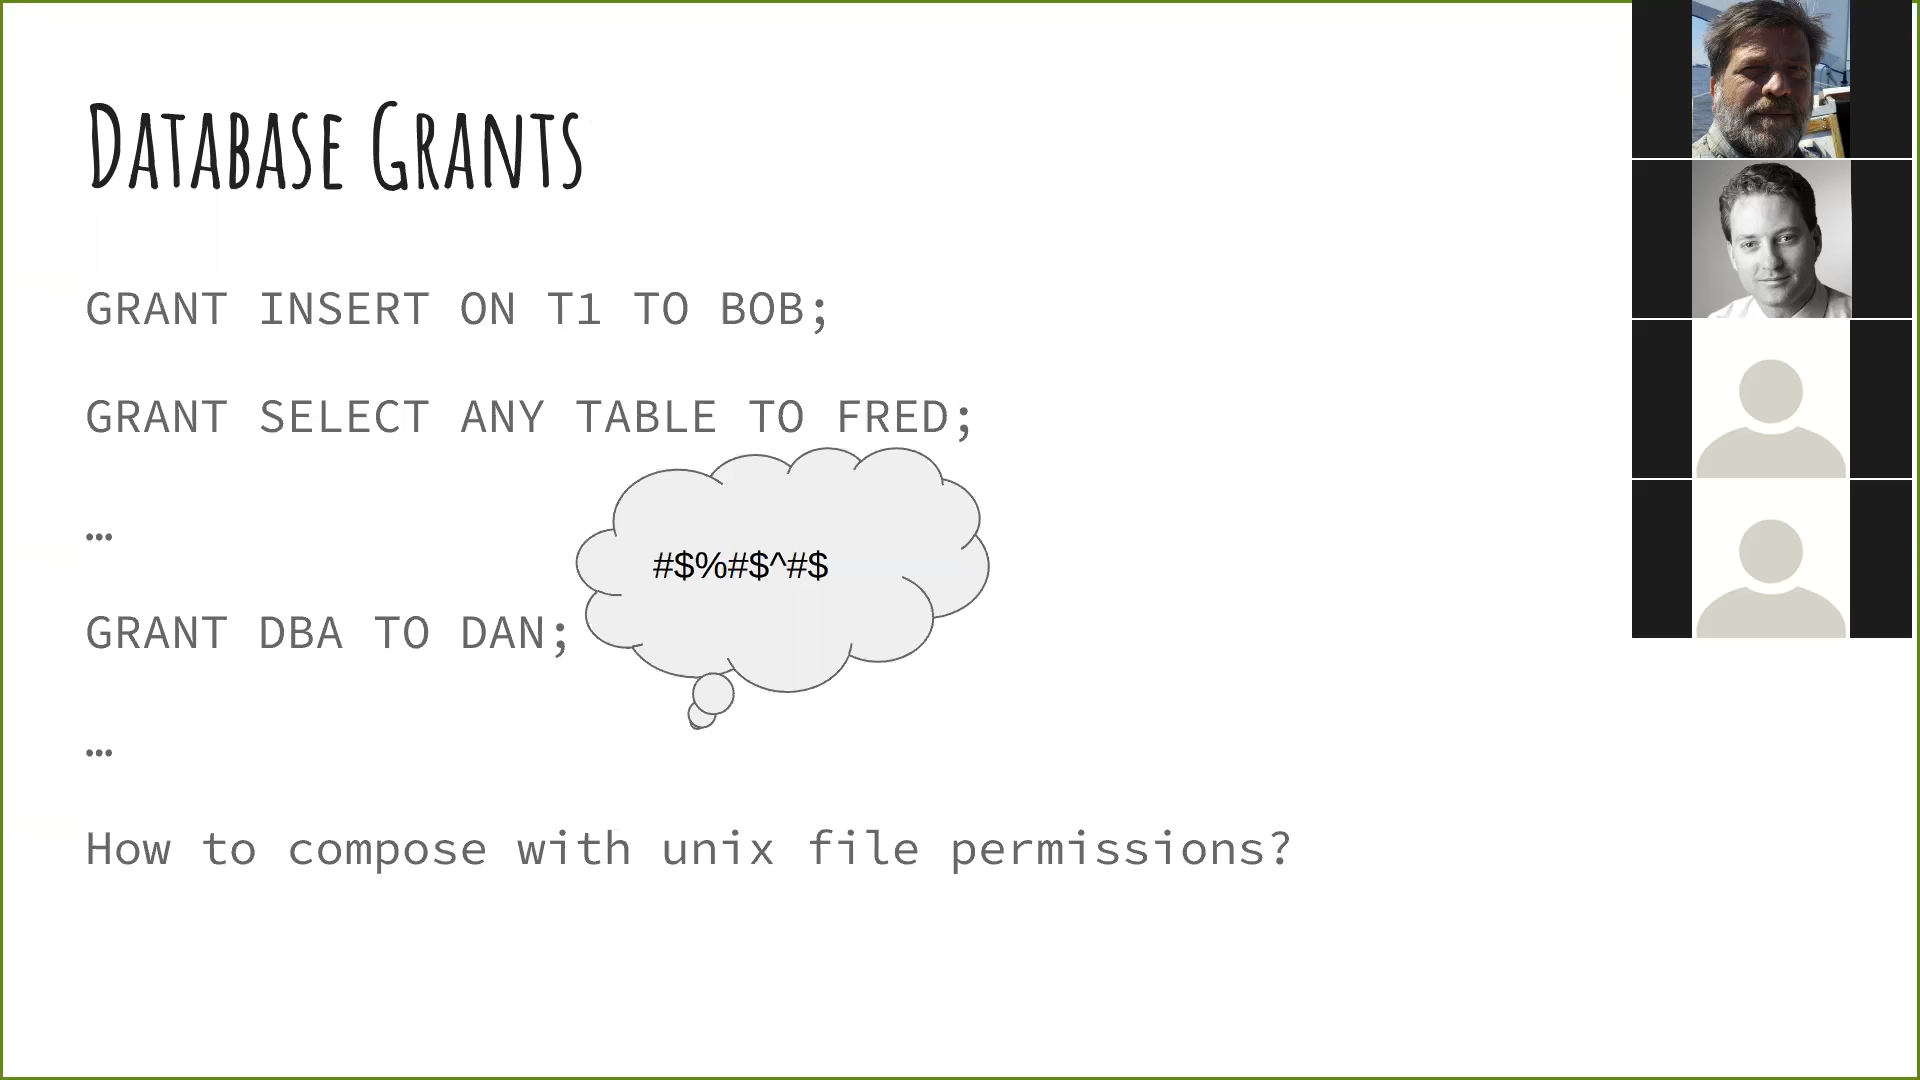 DATABASE GRANTS
GRANT INSERT ON T1 TO BOB;
GRANT SELECT ANY TABLE TO FRED;
…
#$%#$^#$
GRANT DBA TO DAN;
…
How to compose with unix file permissions?